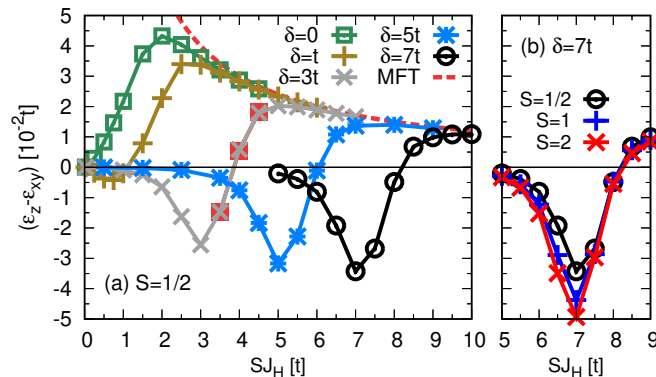 (ε_z-ε_xy) [10⁻²t]
5
4
3
2
1
0
-1
-2
-3
-4
-5
δ=0
δ=t
δ=3t
δ=5t
δ=7t
MFT
(a) S=1/2
0 1 2 3 4 5 6 7 8 9 10
SJ_H [t]
(b) δ=7t
S=1/2
S=1
S=2
5 6 7 8 9
SJ_H [t]